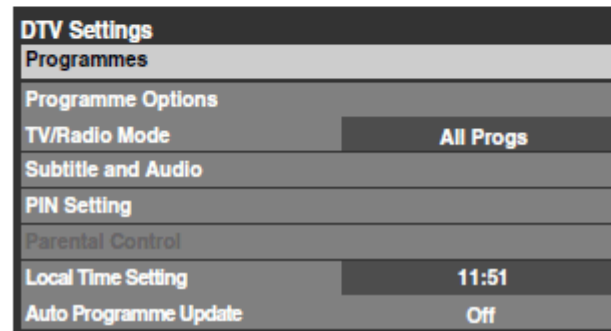 DTV Settings
Programmes
Programme Options
TV/Radio Mode All Progs
Subtitle and Audio
PIN Setting
Parental Control
Local Time Setting 11:51
Auto Programme Update Off